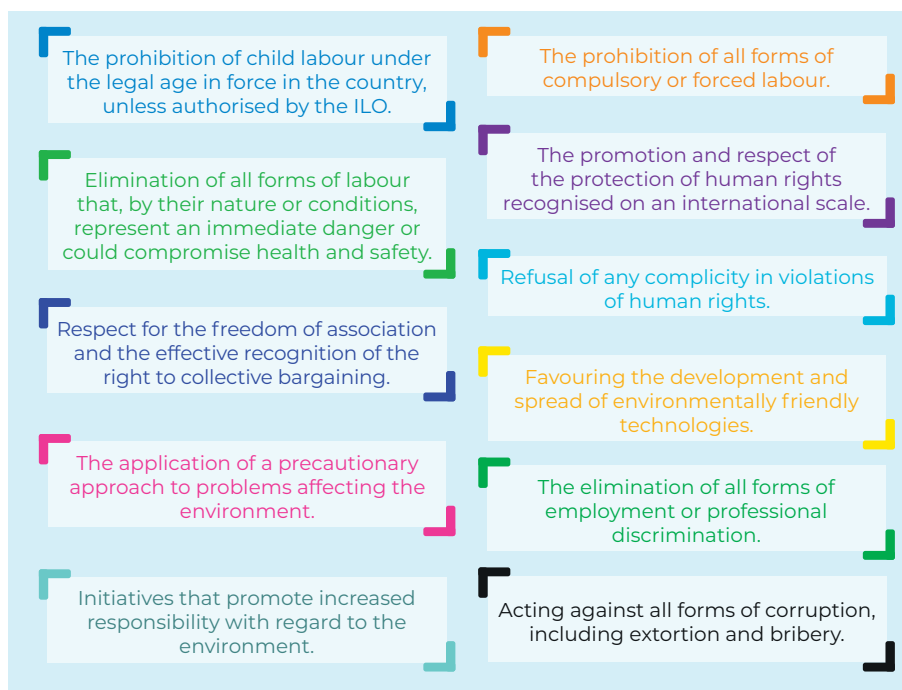 The prohibition of child labour under
the legal age in force in the country,
unless authorised by the ILO.
Elimination of all forms of labour
that, by their nature or conditions,
represent an immediate danger or
could compromise health and safety.
Respect for the freedom of association
and the effective recognition of the
right to collective bargaining.
The application of a precautionary
approach to problems affecting the
environment.
Initiatives that promote increased
responsibility with regard to the
environment.
The prohibition of all forms of
compulsory or forced labour.
The promotion and respect of
the protection of human rights
recognised on an international scale.
Refusal of any complicity in violations
of human rights.
Favouring the development and
spread of environmentally friendly
technologies.
The elimination of all forms of
employment or professional
discrimination.
Acting against all forms of corruption,
including extortion and bribery.